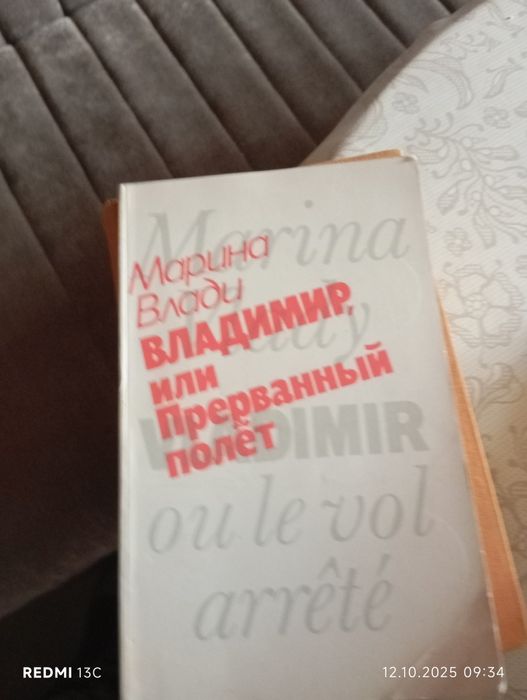 Marina
Vlady
Марина
Влади
ВЛАДИМИР,
или
Прерванный
полёт
VLADIMIR
ou le vol
arrêté
REDMI 13C
12.10.2025 09:34